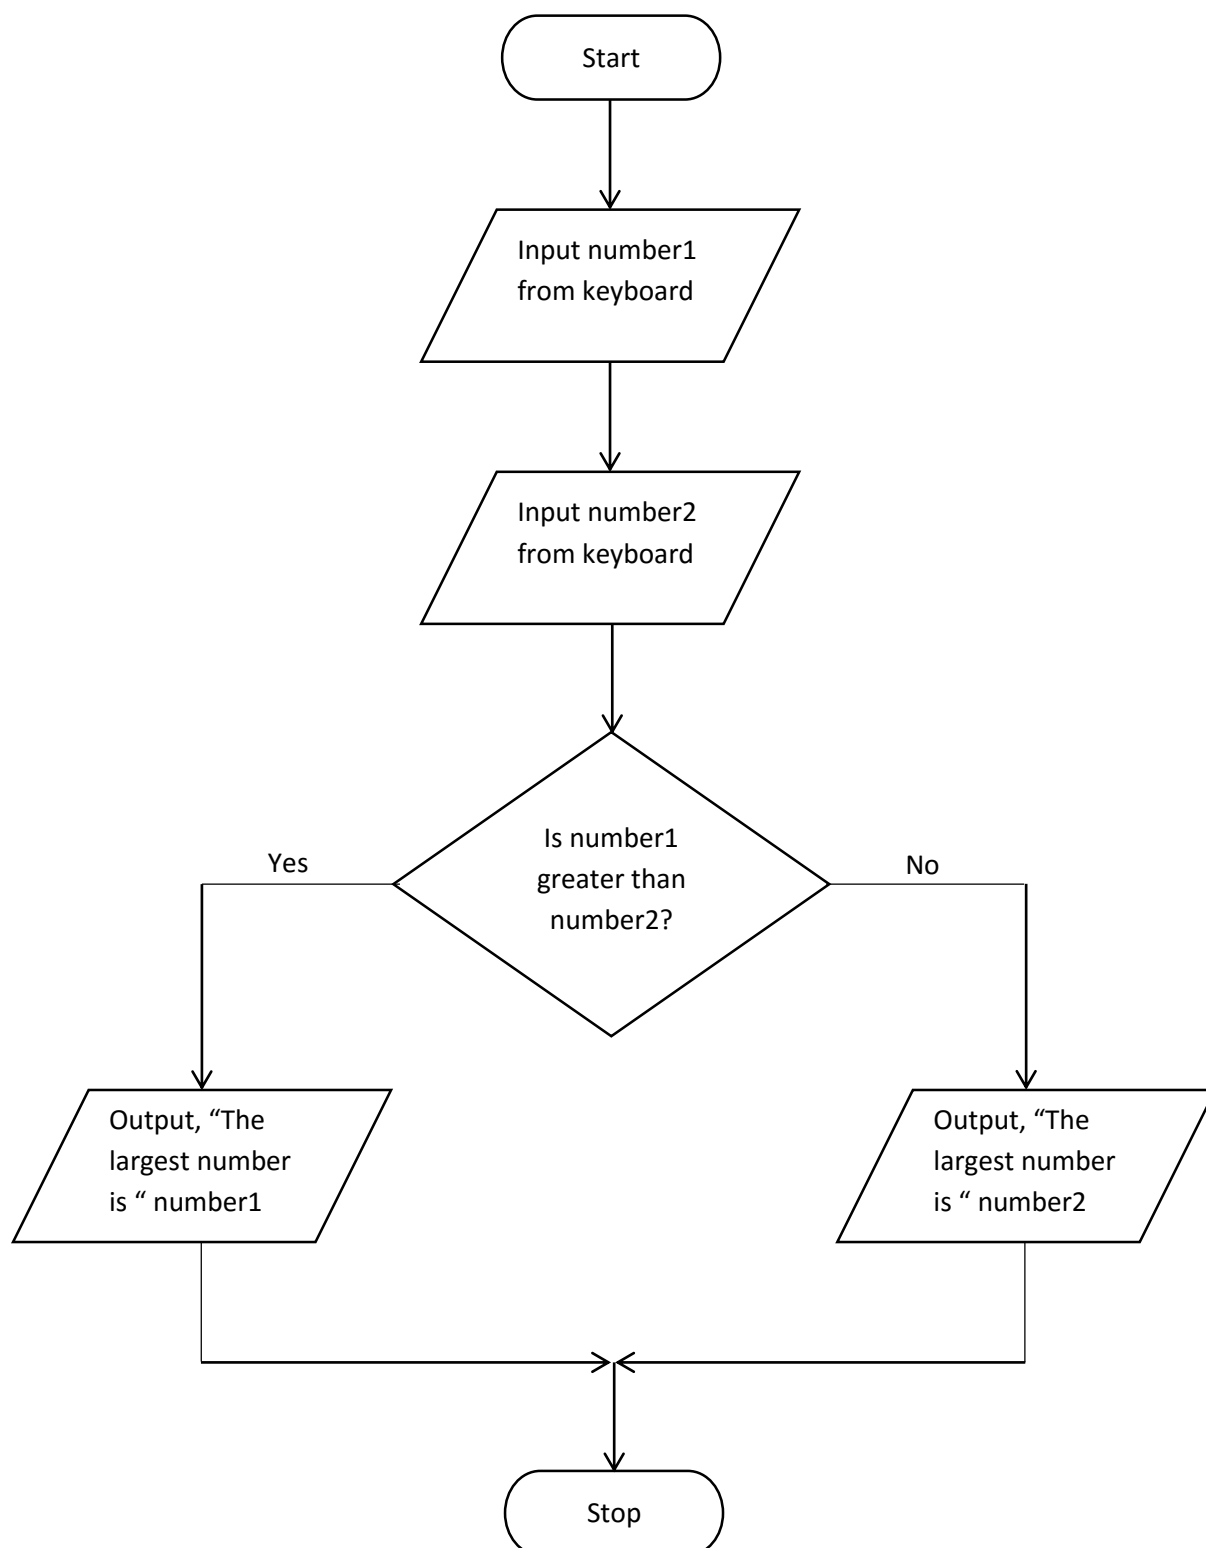 Start
Input number1
from keyboard
Input number2
from keyboard
Is number1
greater than
number2?
Yes
No
Output, “The
largest number
is “ number1
Output, “The
largest number
is “ number2
Stop